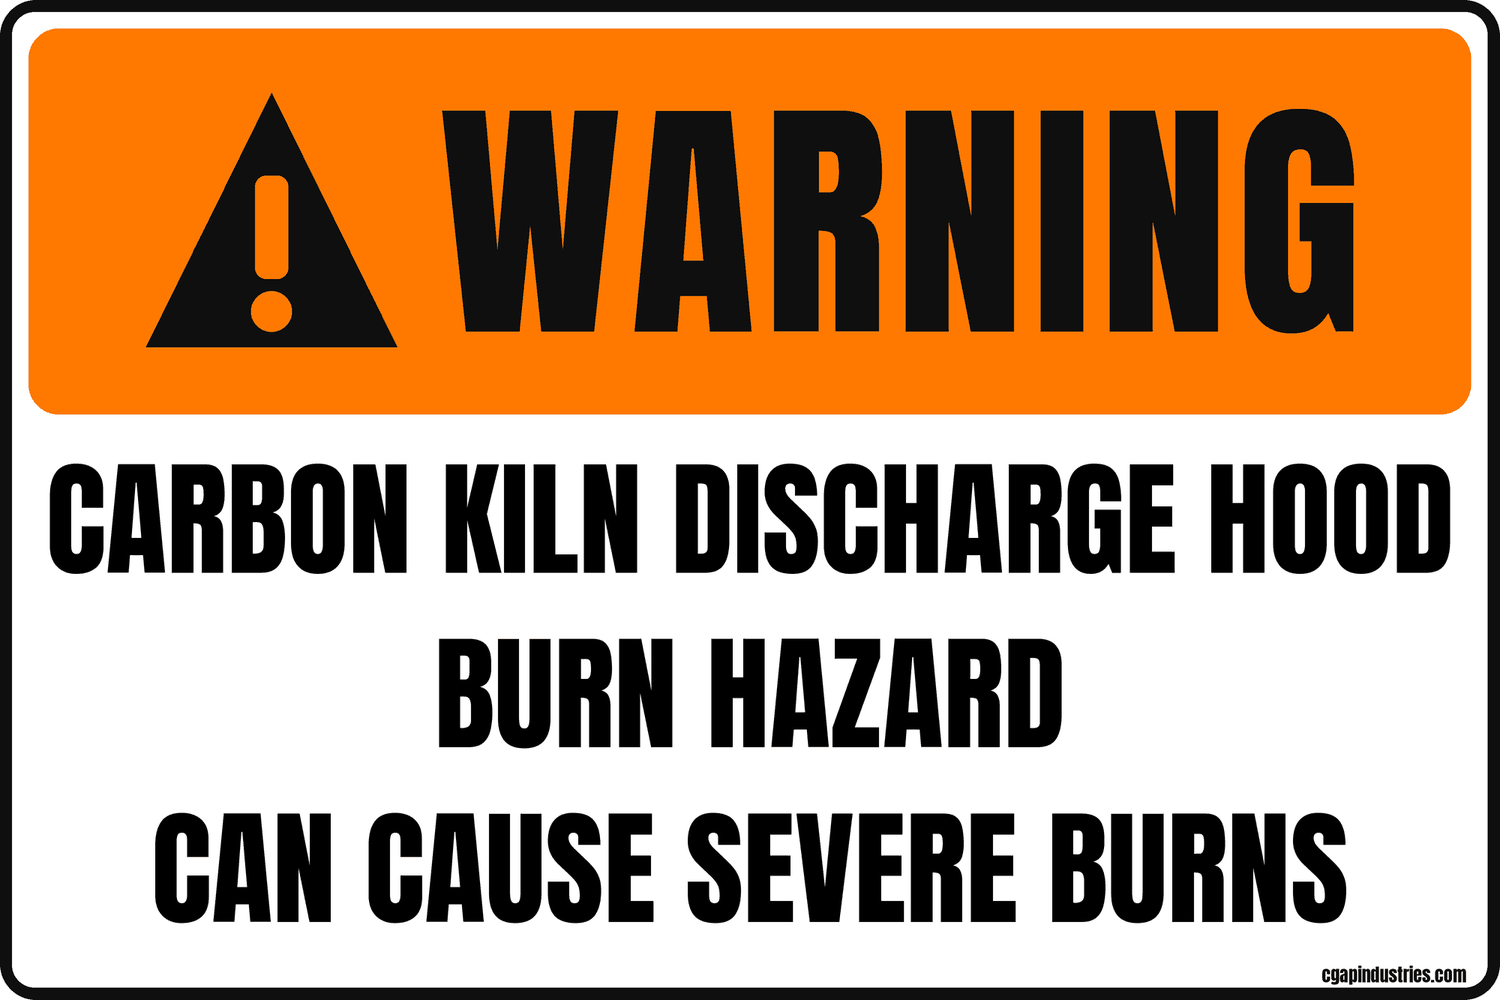 WARNING
CARBON KILN DISCHARGE HOOD
BURN HAZARD
CAN CAUSE SEVERE BURNS
cgapindustries.com